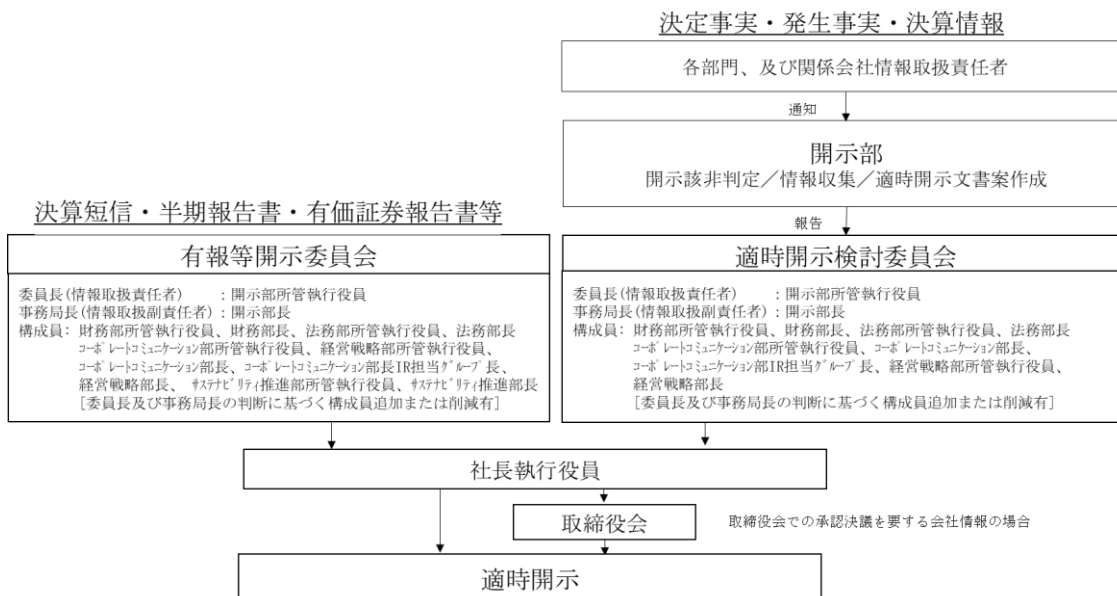 決定事実・発生事実・決算情報
各部門、及び関係会社情報取扱責任者
通知
開示部
開示該非判定／情報収集／適時開示文書案作成
報告
決算短信・半期報告書・有価証券報告書等
有報等開示委員会
委員長(情報取扱責任者)　　：開示部所管執行役員
事務局長(情報取扱副責任者)：開示部長
構成員：財務部所管執行役員、財務部長、法務部所管執行役員、法務部長
ｺｰﾎﾟﾚｰﾄｺﾐｭﾆｹｰｼｮﾝ部所管執行役員、経営戦略部所管執行役員、
ｺｰﾎﾟﾚｰﾄｺﾐｭﾆｹｰｼｮﾝ部長、ｺｰﾎﾟﾚｰﾄｺﾐｭﾆｹｰｼｮﾝ部長IR担当ｸﾞﾙｰﾌﾟ長、
経営戦略部長、ｻｽﾃﾅﾋﾞﾘﾃｨ推進部所管執行役員、ｻｽﾃﾅﾋﾞﾘﾃｨ推進部長
[委員長及び事務局長の判断に基づく構成員追加または削減有]
適時開示検討委員会
委員長(情報取扱責任者)　　：開示部所管執行役員
事務局長(情報取扱副責任者)：開示部長
構成員：財務部所管執行役員、財務部長、法務部所管執行役員、法務部長
ｺｰﾎﾟﾚｰﾄｺﾐｭﾆｹｰｼｮﾝ部所管執行役員、ｺｰﾎﾟﾚｰﾄｺﾐｭﾆｹｰｼｮﾝ部長、
ｺｰﾎﾟﾚｰﾄｺﾐｭﾆｹｰｼｮﾝ部IR担当ｸﾞﾙｰﾌﾟ長、経営戦略部所管執行役員、
経営戦略部長
[委員長及び事務局長の判断に基づく構成員追加または削減有]
社長執行役員
取締役会
取締役会での承認決議を要する会社情報の場合
適時開示